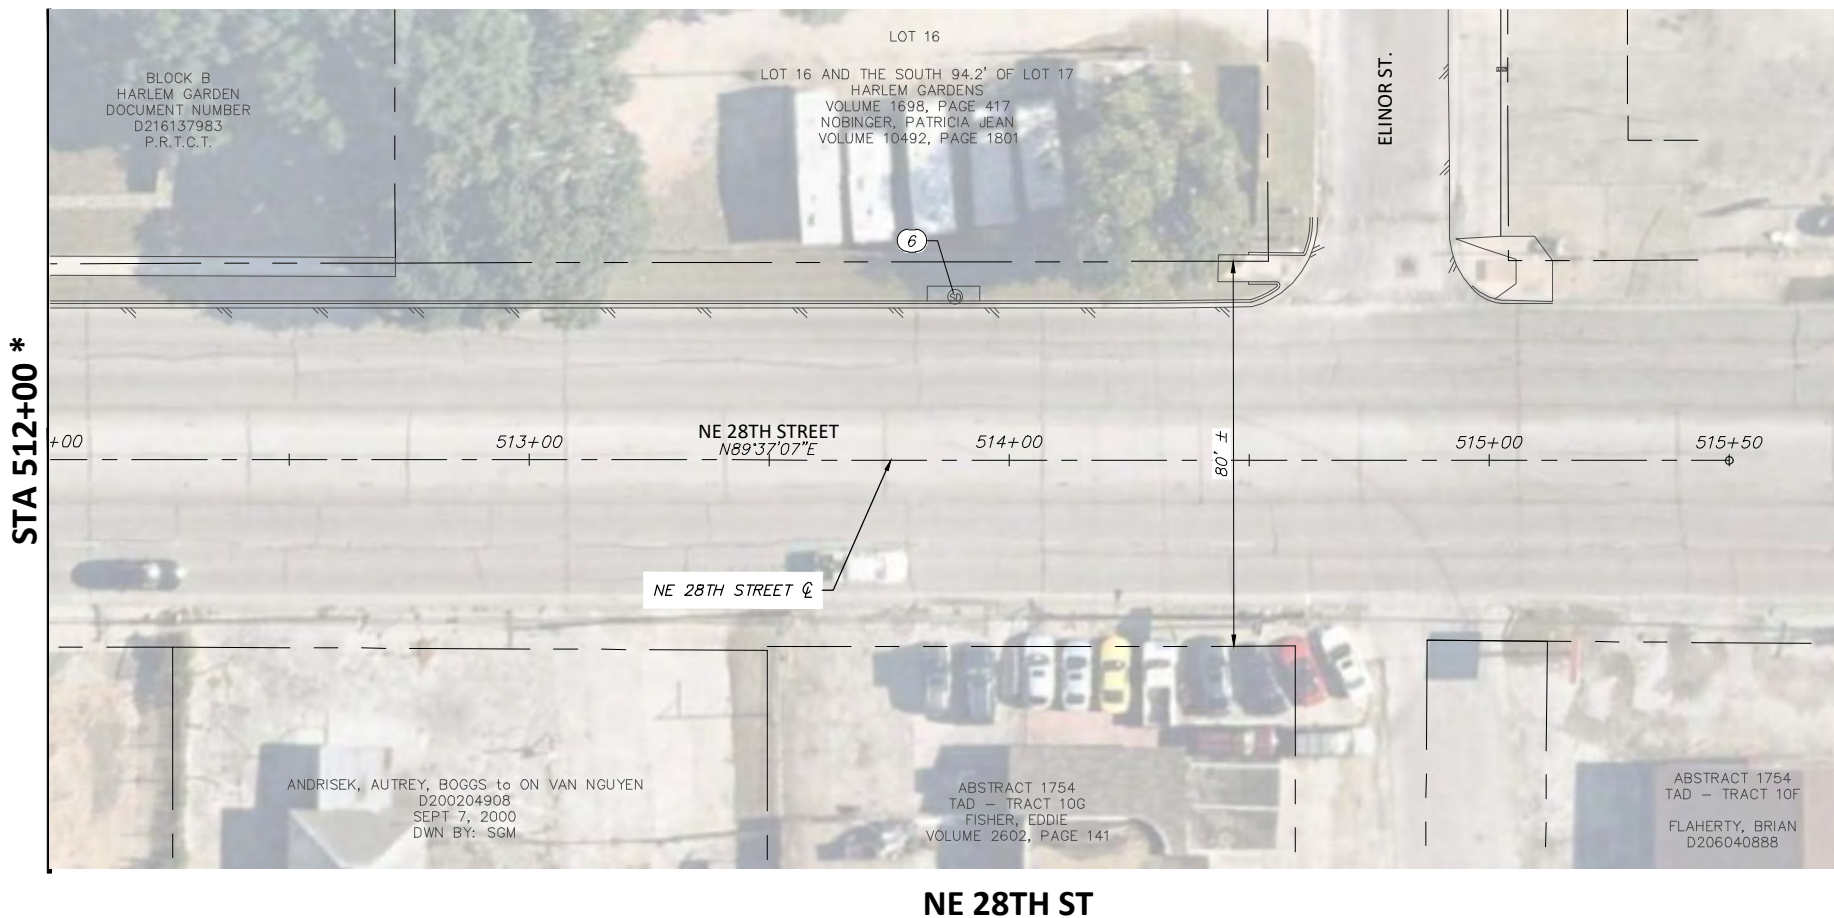 LOT 16
BLOCK B
HARLEM GARDEN
DOCUMENT NUMBER
D216137983
P.R.T.C.T.
LOT 16 AND THE SOUTH 94.2' OF LOT 17
HARLEM GARDENS
VOLUME 1698, PAGE 417
NOBINGER, PATRICIA JEAN
VOLUME 10492, PAGE 1801
ELINOR ST.
6
SD
STA 512+00 *
+00
513+00
NE 28TH STREET
N89°37'07"E
514+00
80' ±
515+00
515+50
NE 28TH STREET ℄
ANDRISEK, AUTREY, BOGGS to ON VAN NGUYEN
D200204908
SEPT 7, 2000
DWN BY: SGM
ABSTRACT 1754
TAD – TRACT 10G
FISHER, EDDIE
VOLUME 2602, PAGE 141
ABSTRACT 1754
TAD – TRACT 10F
FLAHERTY, BRIAN
D206040888
NE 28TH ST